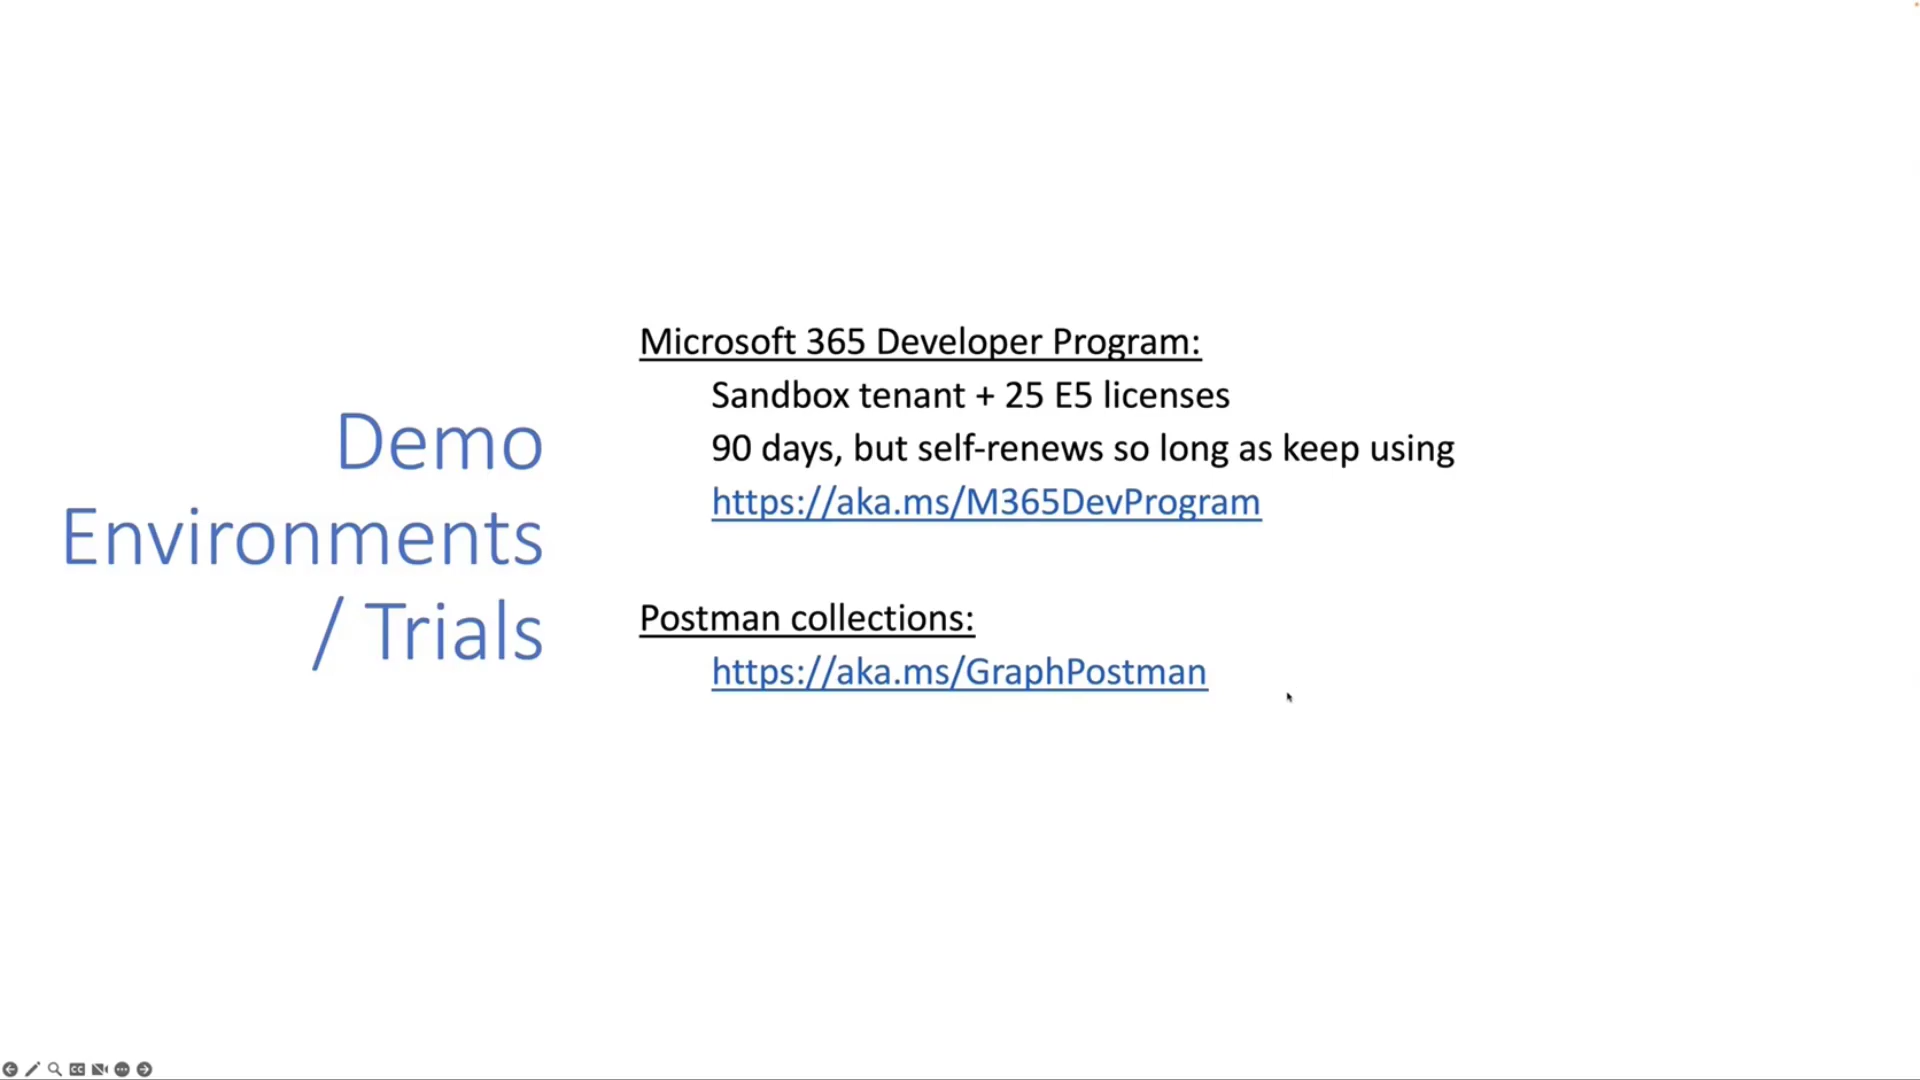 Demo
Environments
/ Trials
Microsoft 365 Developer Program:
Sandbox tenant + 25 E5 licenses
90 days, but self-renews so long as keep using
https://aka.ms/M365DevProgram
Postman collections:
https://aka.ms/GraphPostman
CC